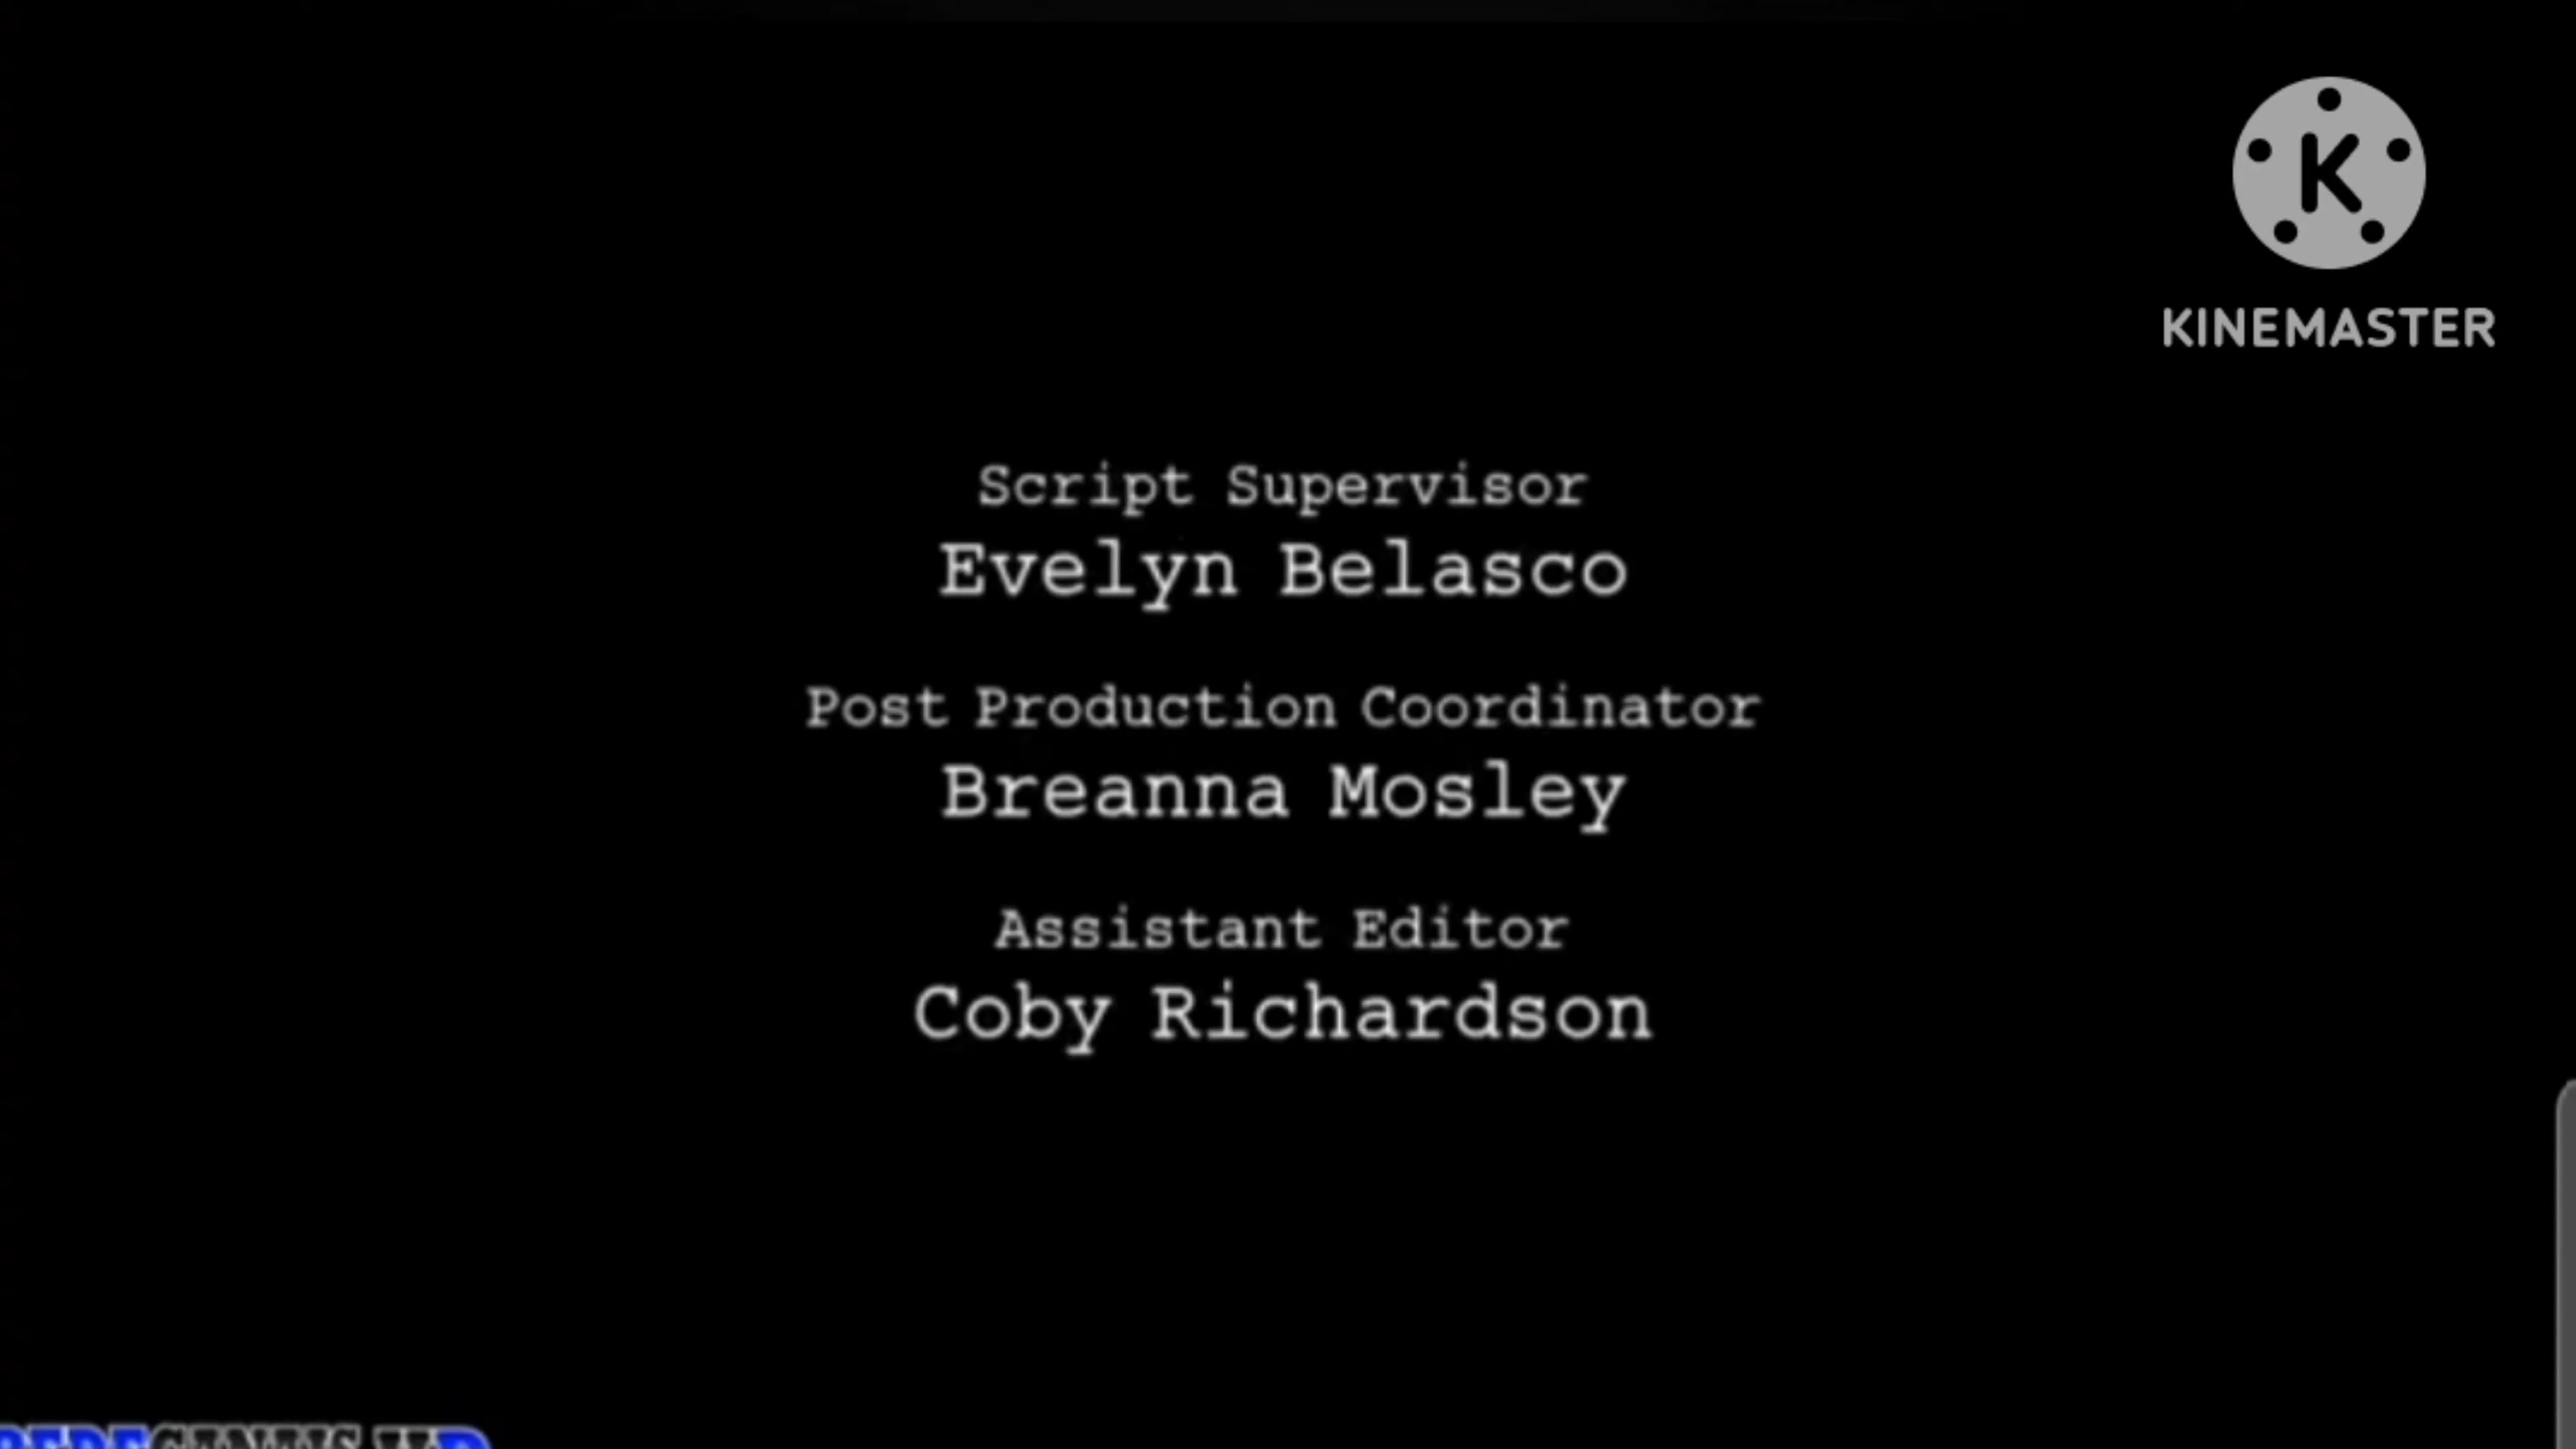 K
KINEMASTER
Script Supervisor
Evelyn Belasco
Post Production Coordinator
Breanna Mosley
Assistant Editor
Coby Richardson